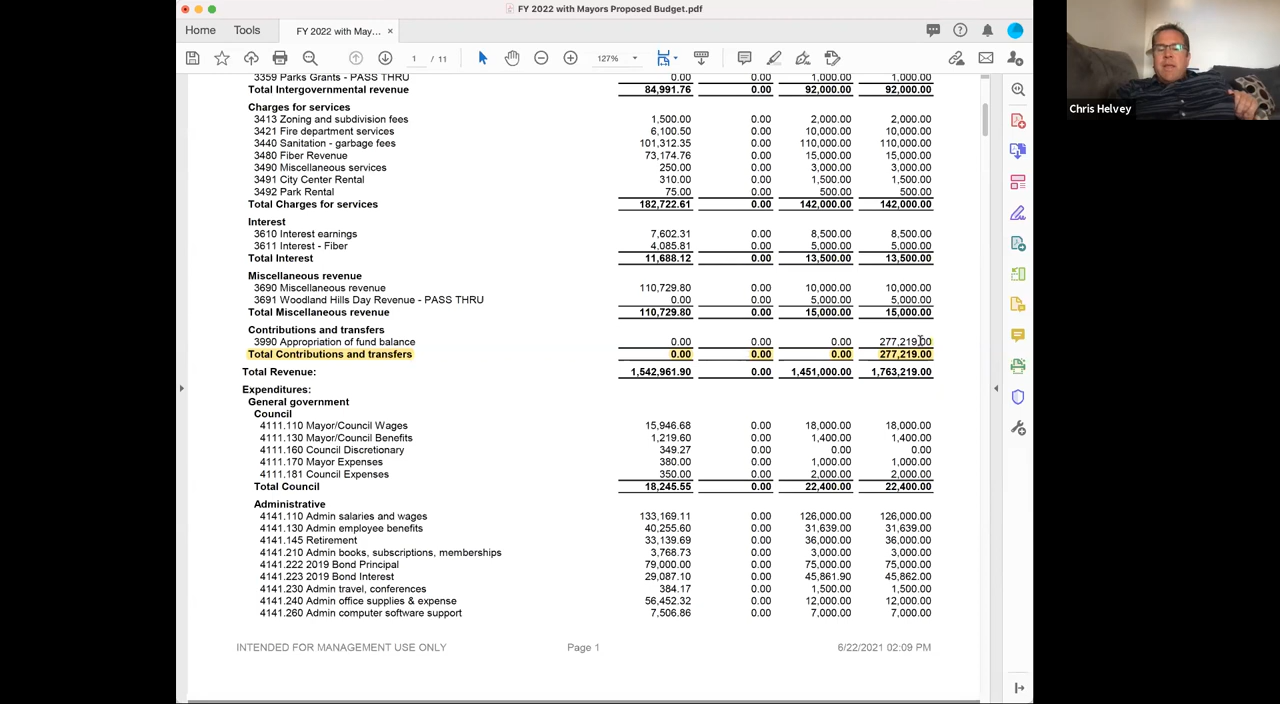 FY 2022 with Mayors Proposed Budget.pdf
Home Tools FY 2022 with May... ×
1 / 11 127%
3359 Parks Grants - PASS THRU 0.00 0.00 1,000.00 1,000.00
Total Intergovernmental revenue 84,991.76 0.00 92,000.00 92,000.00
Charges for services
3413 Zoning and subdivision fees 1,500.00 0.00 2,000.00 2,000.00
3421 Fire department services 6,100.50 0.00 10,000.00 10,000.00
3440 Sanitation - garbage fees 101,312.35 0.00 110,000.00 110,000.00
3480 Fiber Revenue 73,174.76 0.00 15,000.00 15,000.00
3490 Miscellaneous services 250.00 0.00 3,000.00 3,000.00
3491 City Center Rental 310.00 0.00 1,500.00 1,500.00
3492 Park Rental 75.00 0.00 500.00 500.00
Total Charges for services 182,722.61 0.00 142,000.00 142,000.00
Interest
3610 Interest earnings 7,602.31 0.00 8,500.00 8,500.00
3611 Interest - Fiber 4,085.81 0.00 5,000.00 5,000.00
Total Interest 11,688.12 0.00 13,500.00 13,500.00
Miscellaneous revenue
3690 Miscellaneous revenue 110,729.80 0.00 10,000.00 10,000.00
3691 Woodland Hills Day Revenue - PASS THRU 0.00 0.00 5,000.00 5,000.00
Total Miscellaneous revenue 110,729.80 0.00 15,000.00 15,000.00
Contributions and transfers
3990 Appropriation of fund balance 0.00 0.00 0.00 277,219.00
Total Contributions and transfers 0.00 0.00 0.00 277,219.00
Total Revenue: 1,542,961.90 0.00 1,451,000.00 1,763,219.00
Expenditures:
General government
Council
4111.110 Mayor/Council Wages 15,946.68 0.00 18,000.00 18,000.00
4111.130 Mayor/Council Benefits 1,219.60 0.00 1,400.00 1,400.00
4111.160 Council Discretionary 349.27 0.00 0.00 0.00
4111.170 Mayor Expenses 380.00 0.00 1,000.00 1,000.00
4111.181 Council Expenses 350.00 0.00 2,000.00 2,000.00
Total Council 18,245.55 0.00 22,400.00 22,400.00
Administrative
4141.110 Admin salaries and wages 133,169.11 0.00 126,000.00 126,000.00
4141.130 Admin employee benefits 40,255.60 0.00 31,639.00 31,639.00
4141.145 Retirement 33,139.69 0.00 36,000.00 36,000.00
4141.210 Admin books, subscriptions, memberships 3,768.73 0.00 3,000.00 3,000.00
4141.222 2019 Bond Principal 79,000.00 0.00 75,000.00 75,000.00
4141.223 2019 Bond Interest 29,087.10 0.00 45,861.90 45,862.00
4141.230 Admin travel, conferences 384.17 0.00 1,500.00 1,500.00
4141.240 Admin office supplies & expense 56,452.32 0.00 12,000.00 12,000.00
4141.260 Admin computer software support 7,506.86 0.00 7,000.00 7,000.00
INTENDED FOR MANAGEMENT USE ONLY Page 1 6/22/2021 02:09 PM
Chris Helvey